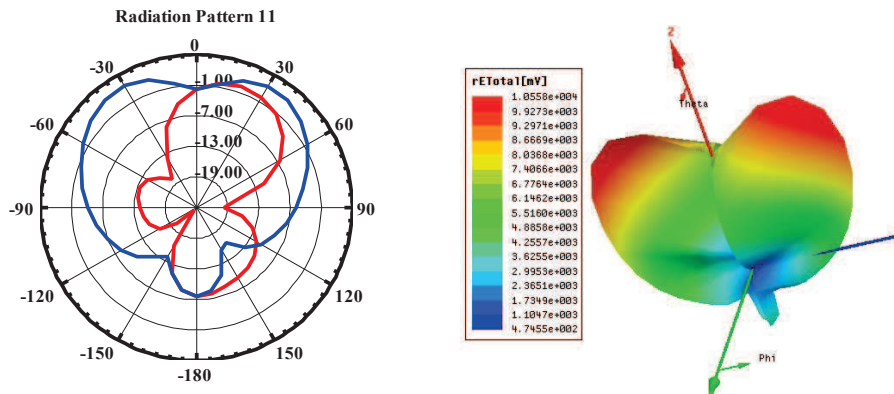 Radiation Pattern 11
0
-30
30
-1.00
-60
60
-7.00
-13.00
-19.00
-90
90
-120
120
-150
150
-180
rETotal[mV]
1.0558e+004
9.9273e+003
9.2971e+003
8.6669e+003
8.0368e+003
7.4066e+003
6.7764e+003
6.1462e+003
5.5160e+003
4.8858e+003
4.2557e+003
3.6255e+003
2.9953e+003
2.3651e+003
1.7349e+003
1.1047e+003
4.7455e+002
Z
Theta
Phi